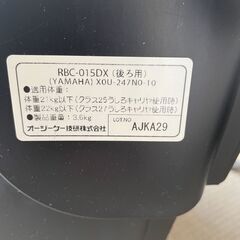 RBC-015DX (後ろ用)
(YAMAHA) X0U-247N0-T0
●適用体重:
体重21kg以下(クラス25うしろキャリヤ使用時)
体重22kg以下(クラス27うしろキャリヤ使用時)
●製品重量:3.6kg
オージーケー技研株式会社
LOT NO
AJKA29